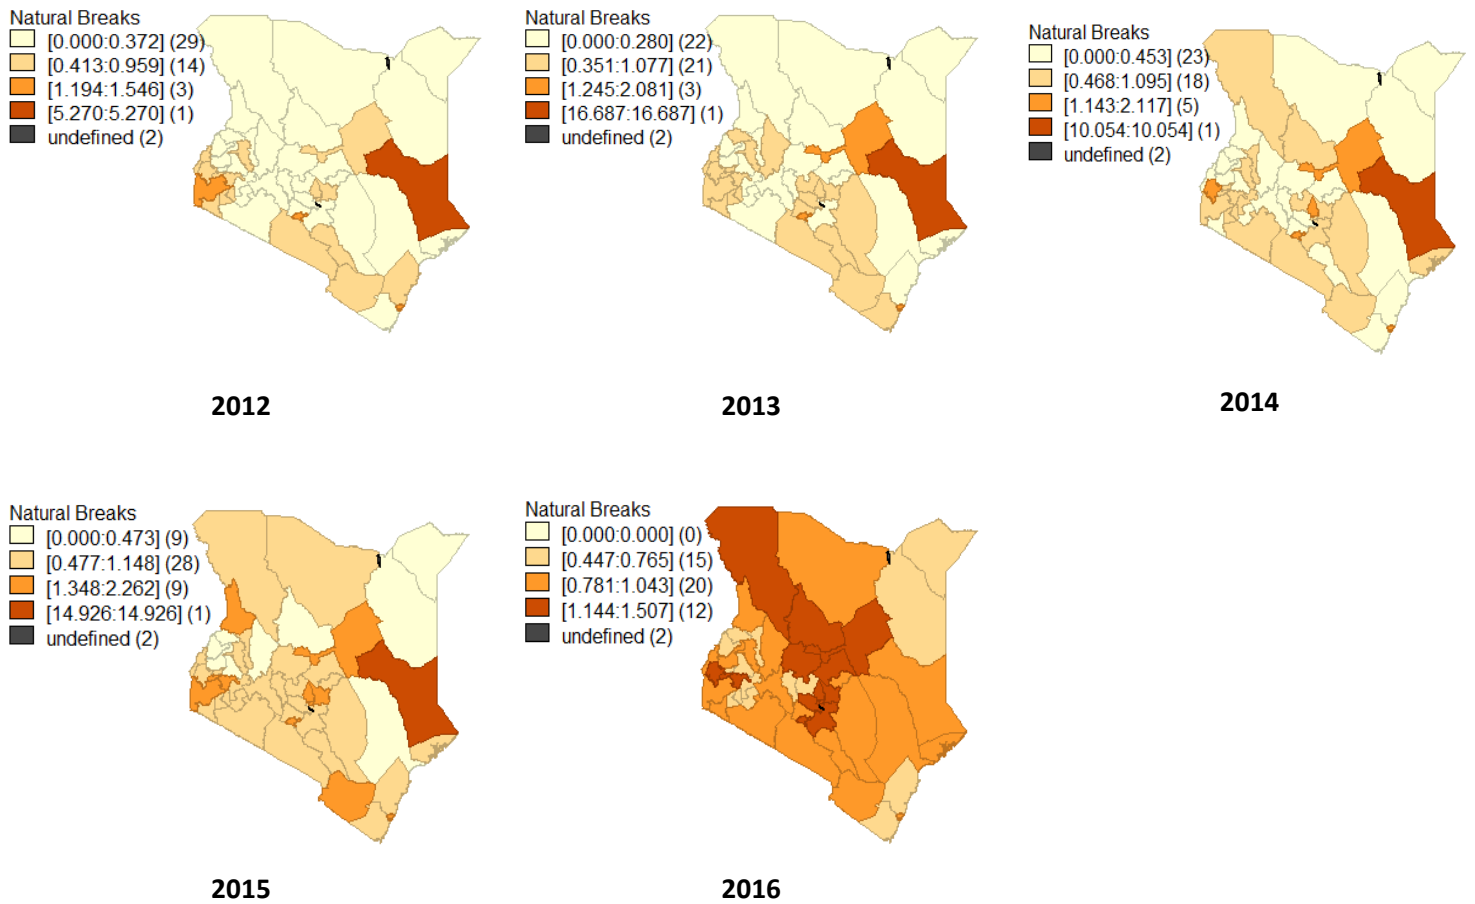 Natural Breaks
[0.000:0.372] (29)
[0.413:0.959] (14)
[1.194:1.546] (3)
[5.270:5.270] (1)
undefined (2)
2012
Natural Breaks
[0.000:0.280] (22)
[0.351:1.077] (21)
[1.245:2.081] (3)
[16.687:16.687] (1)
undefined (2)
2013
Natural Breaks
[0.000:0.453] (23)
[0.468:1.095] (18)
[1.143:2.117] (5)
[10.054:10.054] (1)
undefined (2)
2014
Natural Breaks
[0.000:0.473] (9)
[0.477:1.148] (28)
[1.348:2.262] (9)
[14.926:14.926] (1)
undefined (2)
2015
Natural Breaks
[0.000:0.000] (0)
[0.447:0.765] (15)
[0.781:1.043] (20)
[1.144:1.507] (12)
undefined (2)
2016